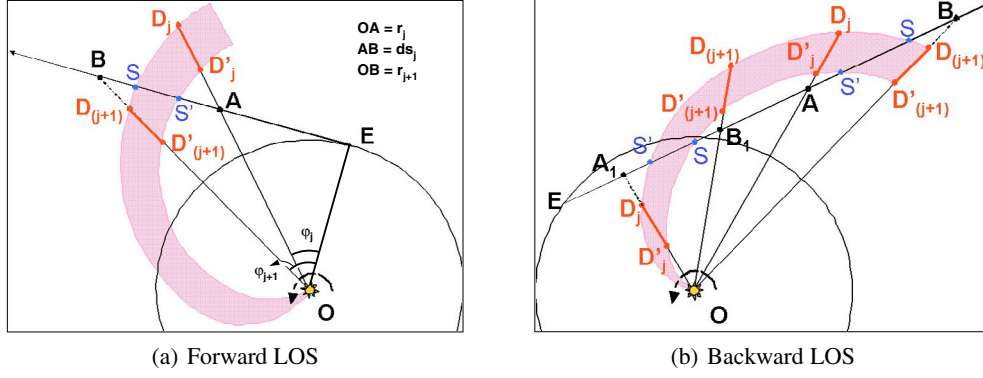 OA = r_j
AB = ds_j
OB = r_{j+1}
D_j
B
S
D'_j
A
D_{(j+1)}
S'
D'_{(j+1)}
E
φ_j
φ_{j+1}
O
(a) Forward LOS
B
D_j
S
D_{(j+1)}
D_{(j+1)}
D'_j
S'
A
D'_{(j+1)}
D'_{(j+1)}
B_1
S'
S
A_1
E
D_j
D'_j
O
(b) Backward LOS